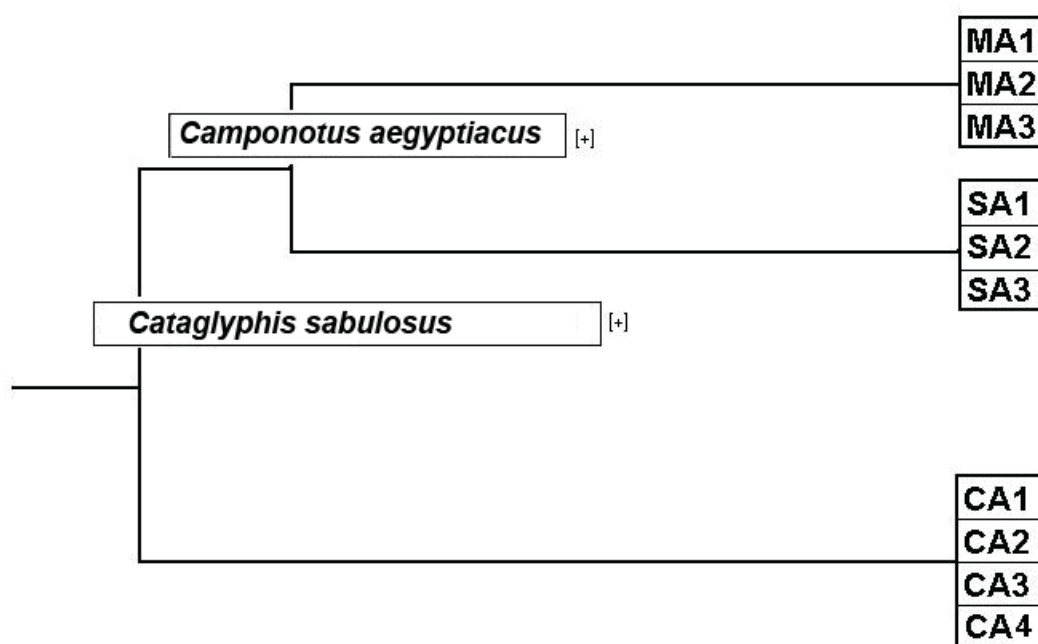 MA1
MA2
MA3
Camponotus aegyptiacus [+]
SA1
SA2
SA3
Cataglyphis sabulosus [+]
CA1
CA2
CA3
CA4